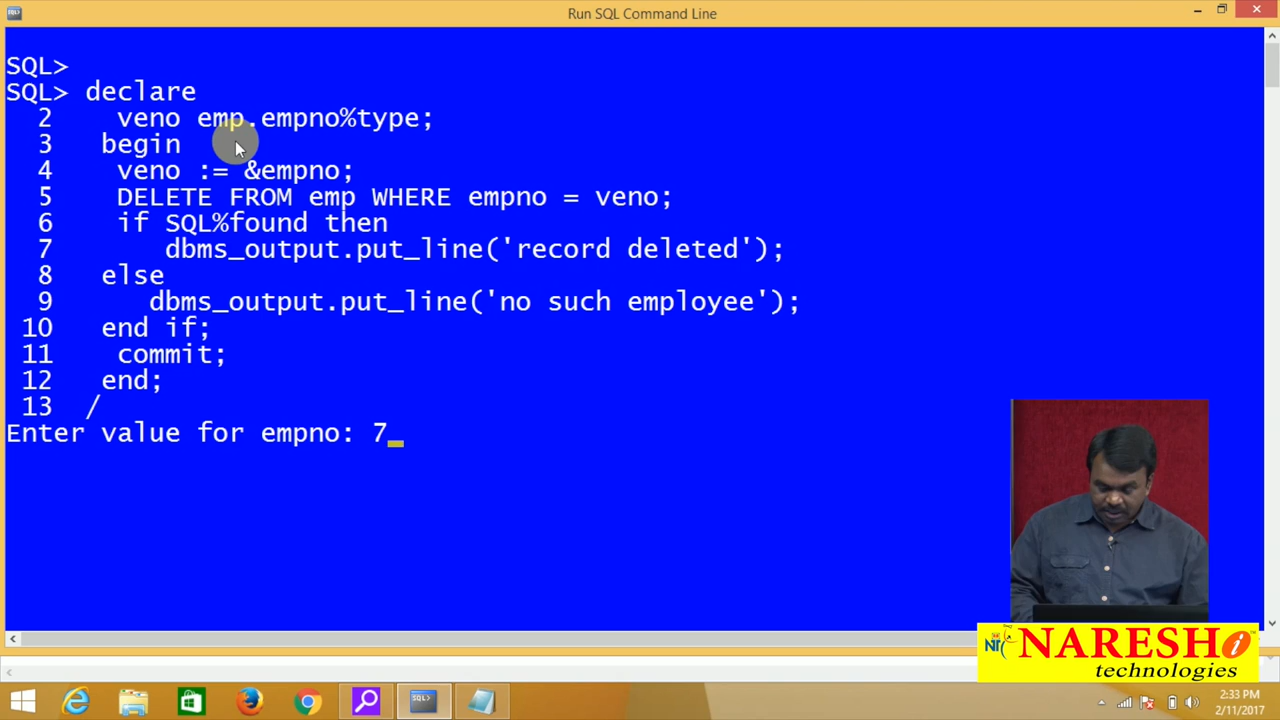 Run SQL Command Line
SQL>
SQL> declare
2 veno emp.empno%type;
3 begin
4 veno := &empno;
5 DELETE FROM emp WHERE empno = veno;
6 if SQL%found then
7 dbms_output.put_line('record deleted');
8 else
9 dbms_output.put_line('no such employee');
10 end if;
11 commit;
12 end;
13 /
Enter value for empno: 7_
NARESH i
technologies
2:33 PM
2/11/2017